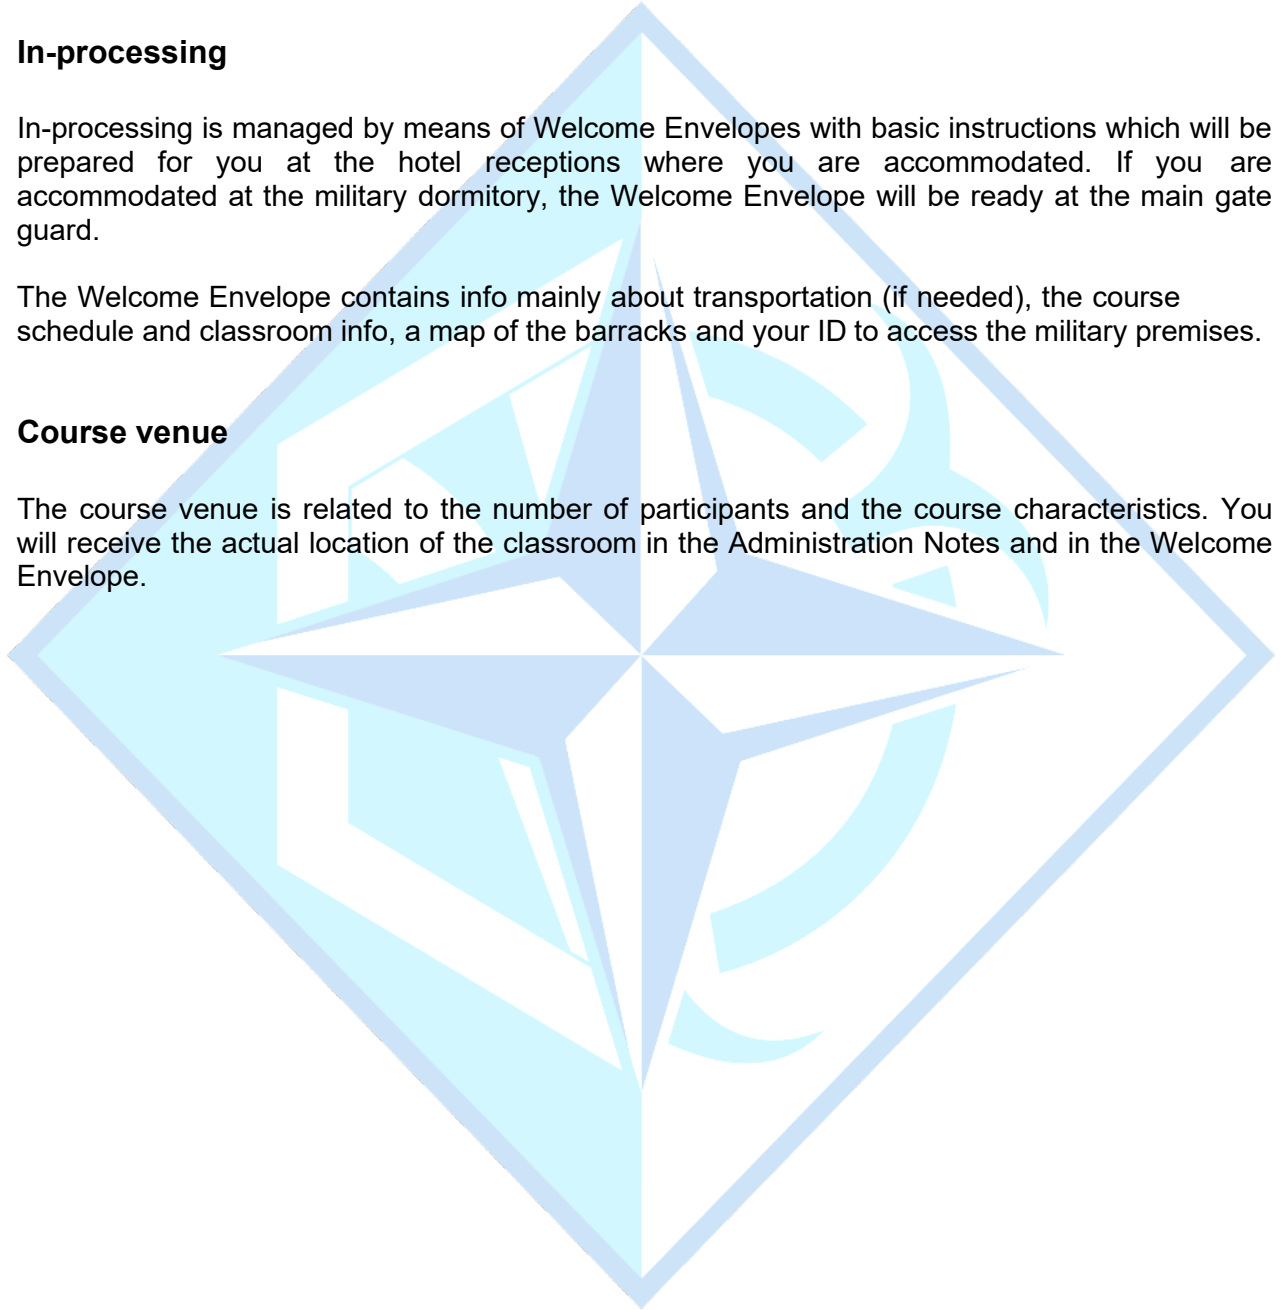 In-processing
In-processing is managed by means of Welcome Envelopes with basic instructions which will be
prepared for you at the hotel receptions where you are accommodated. If you are
accommodated at the military dormitory, the Welcome Envelope will be ready at the main gate
guard.
The Welcome Envelope contains info mainly about transportation (if needed), the course
schedule and classroom info, a map of the barracks and your ID to access the military premises.
Course venue
The course venue is related to the number of participants and the course characteristics. You
will receive the actual location of the classroom in the Administration Notes and in the Welcome
Envelope.